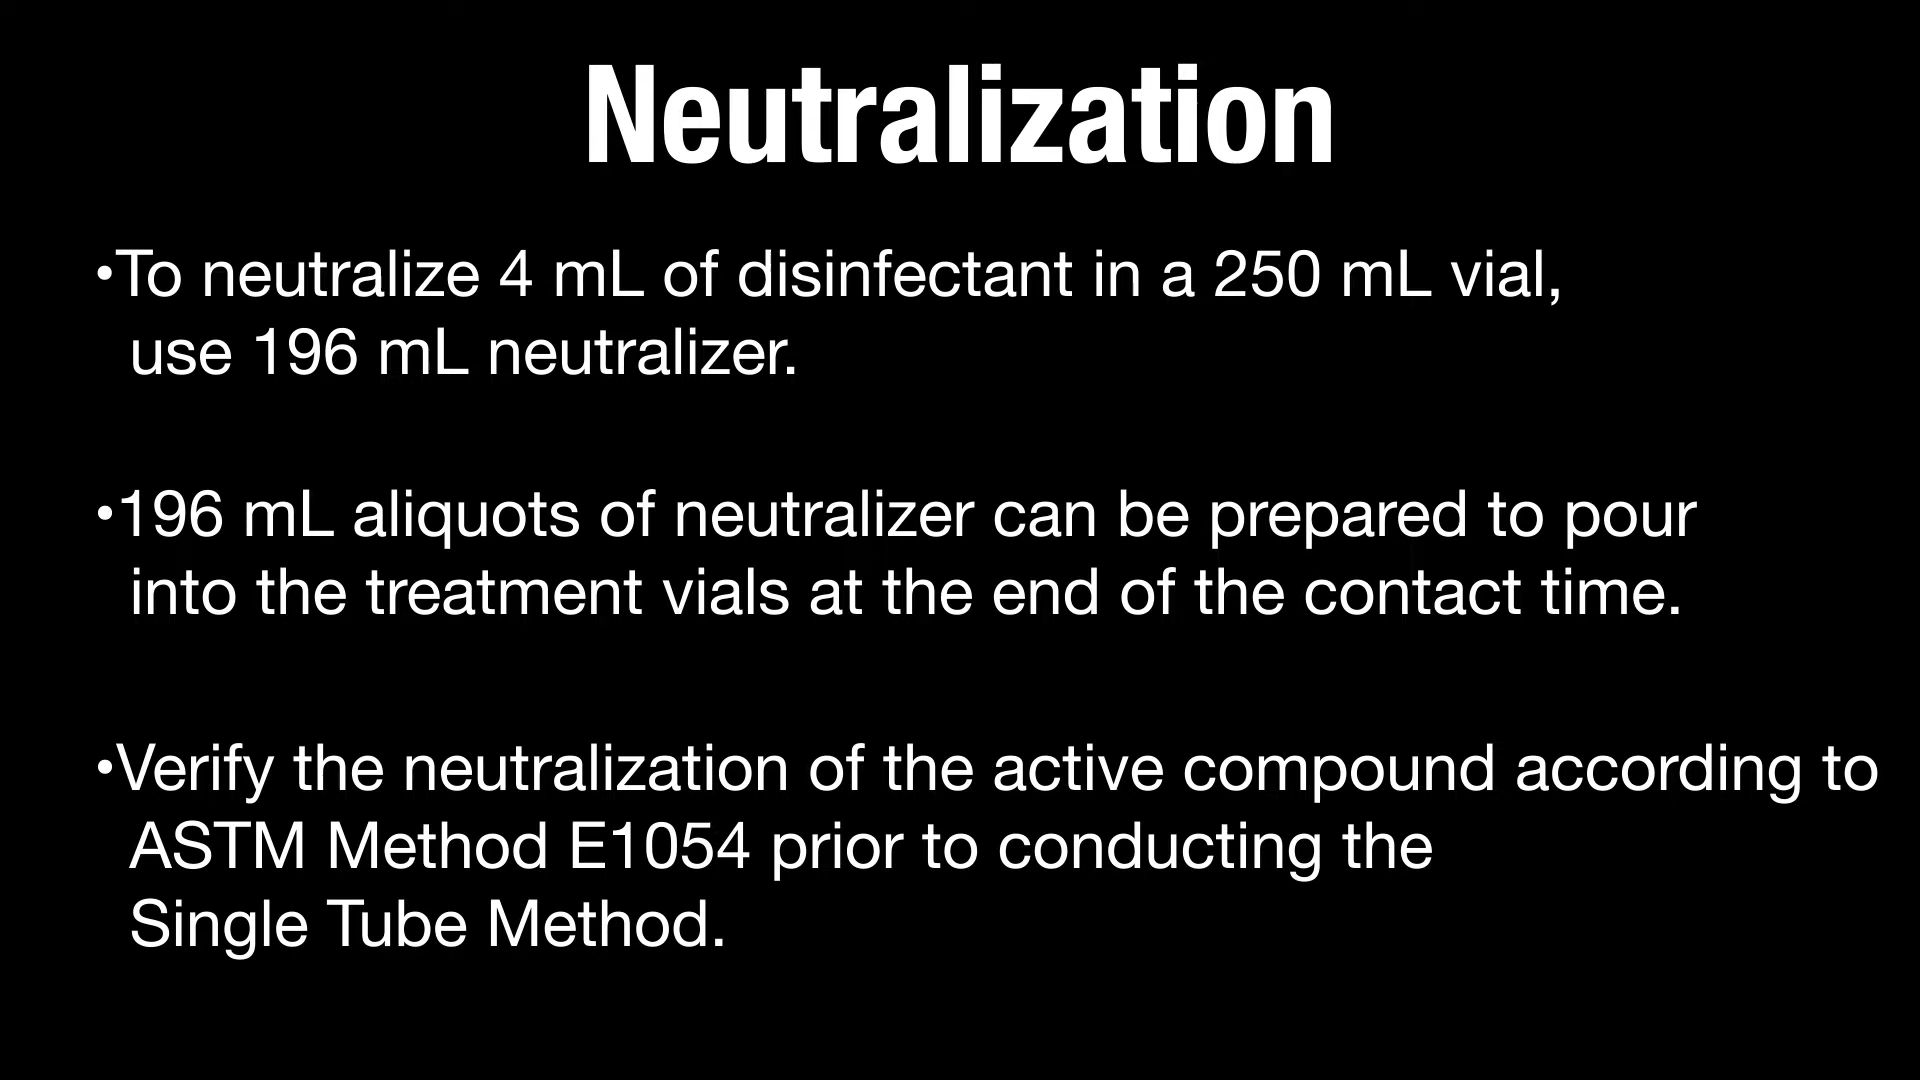 Neutralization
•To neutralize 4 mL of disinfectant in a 250 mL vial,
use 196 mL neutralizer.
•196 mL aliquots of neutralizer can be prepared to pour
into the treatment vials at the end of the contact time.
•Verify the neutralization of the active compound according to
ASTM Method E1054 prior to conducting the
Single Tube Method.